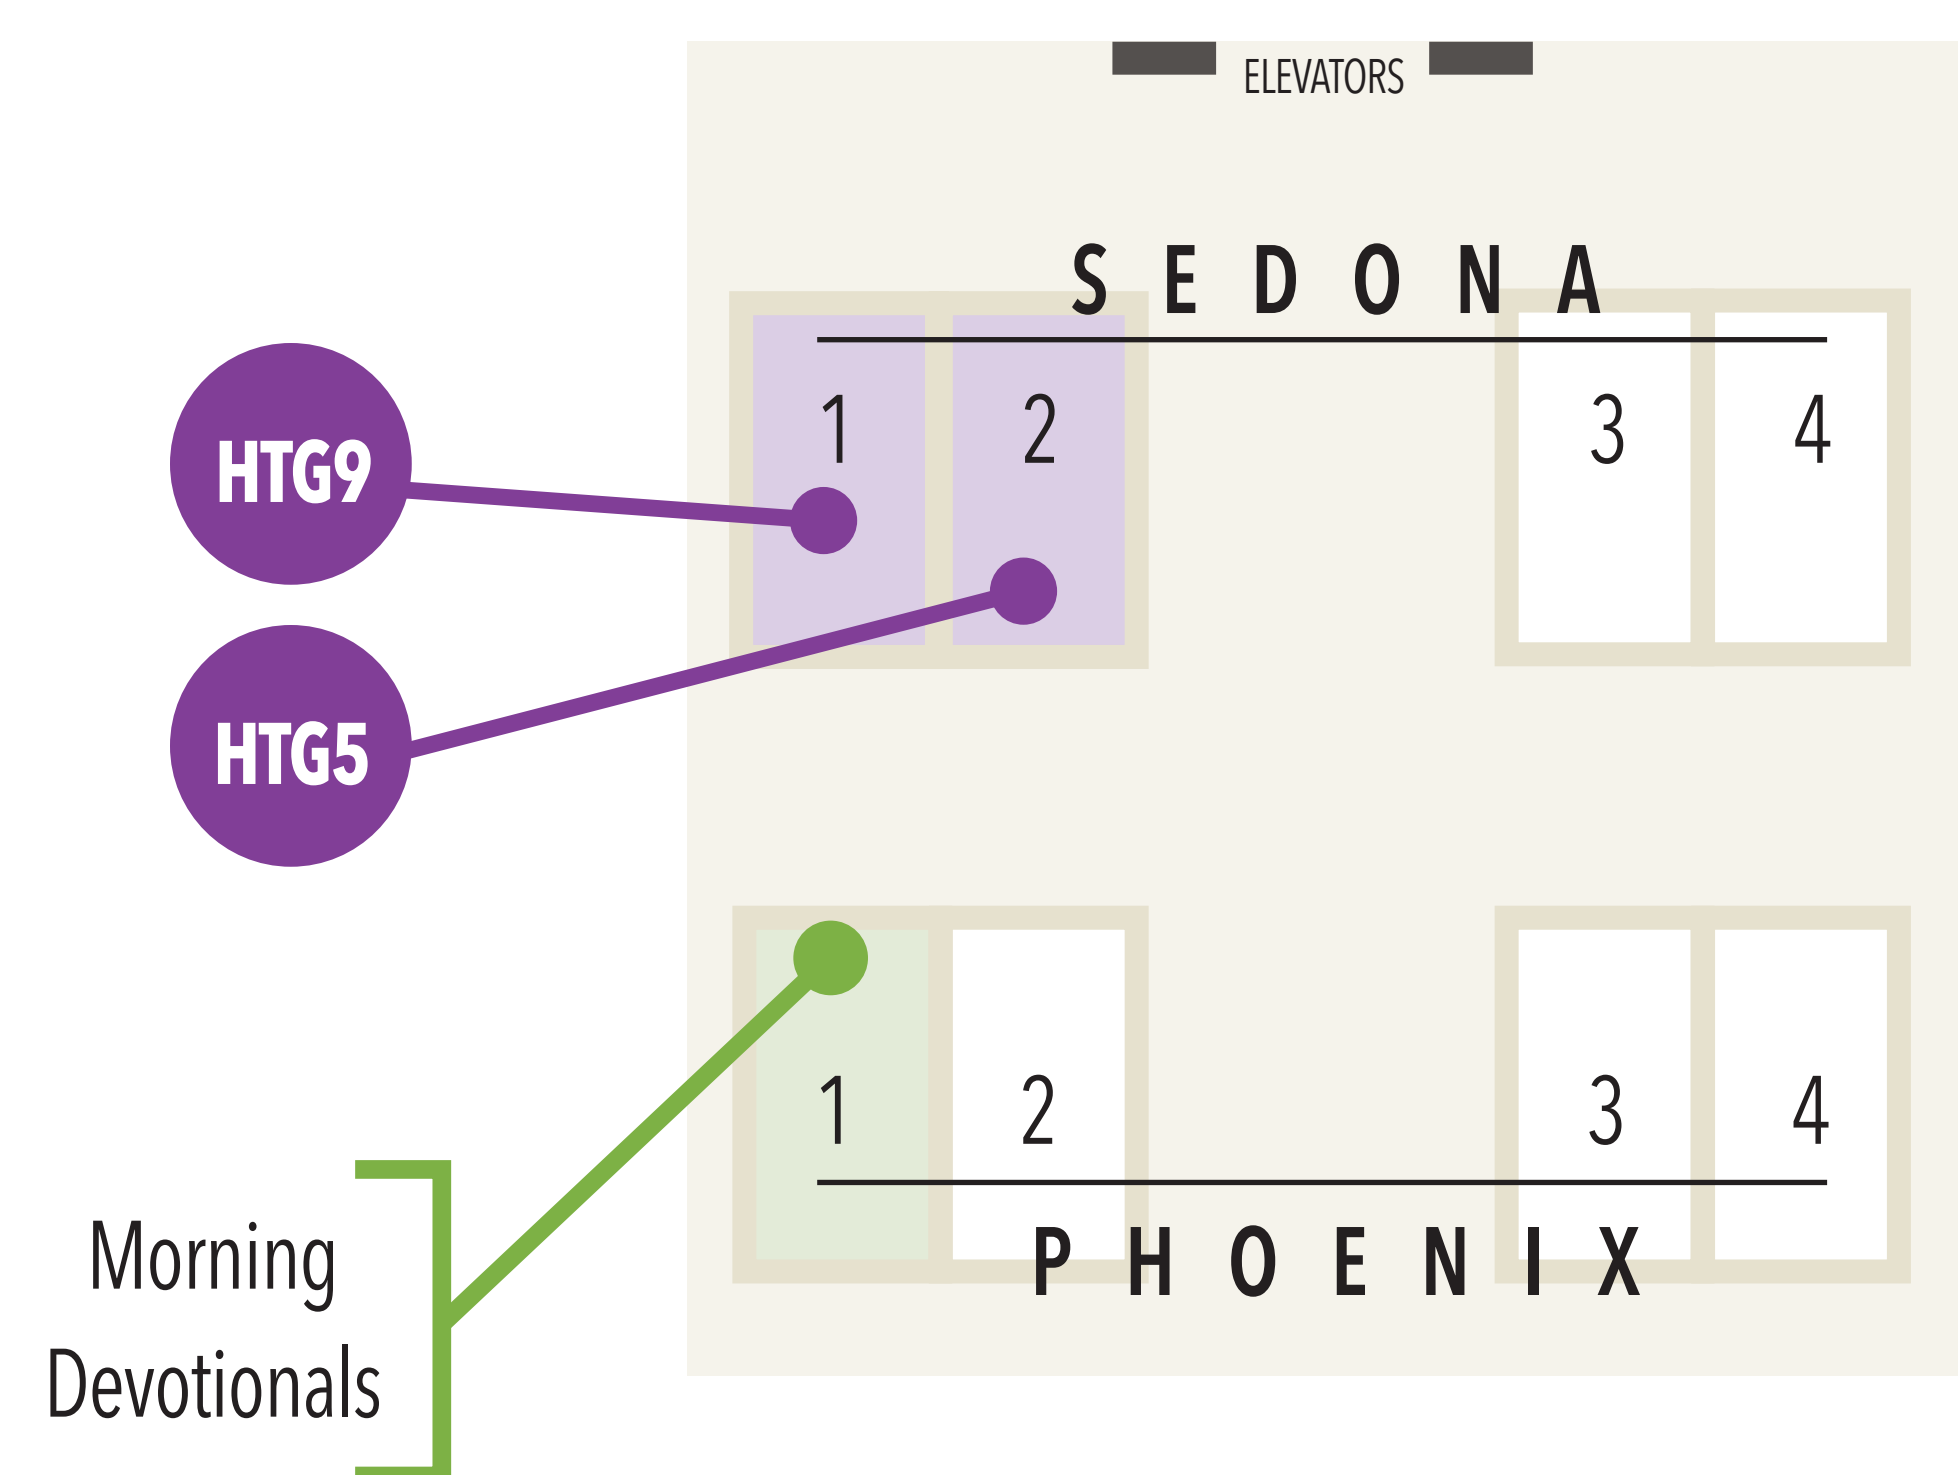 ELEVATORS
SEDONA
1 2 3 4
HTG9
HTG5
1 2 3 4
PHOENIX
Morning
Devotionals